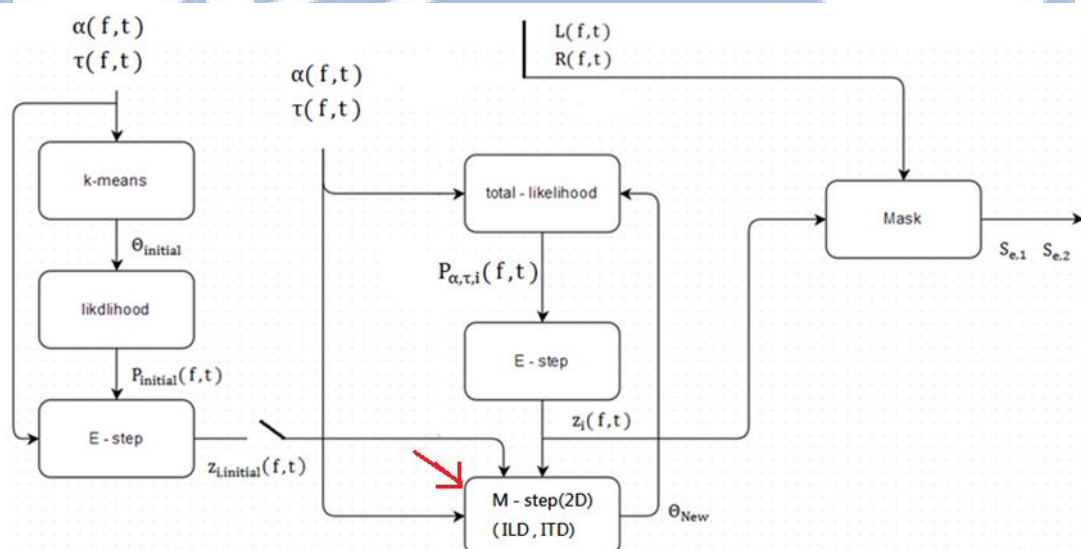 α(f,t)
τ(f,t)
k-means
Θinitial
likdlihood
Pinitial(f,t)
E - step
zi.initial(f,t)
α(f,t)
τ(f,t)
total - likelihood
Pα,τ,i(f,t)
E - step
zi(f,t)
M - step(2D)
(ILD , ITD)
ΘNew
L(f,t)
R(f,t)
Mask
Se,1 Se,2